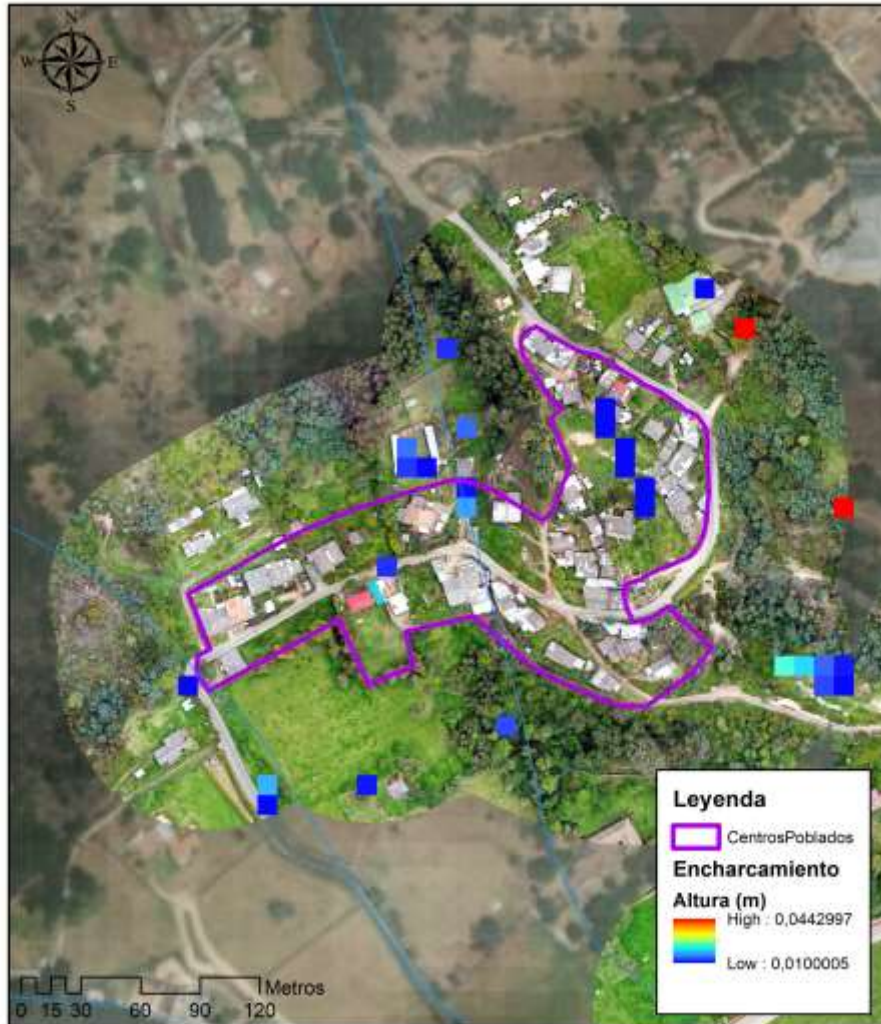 N
W E
S
Leyenda
CentrosPoblados
Encharcamiento
Altura (m)
High : 0,0442997
Low : 0,0100005
Metros
0 15 30 60 90 120